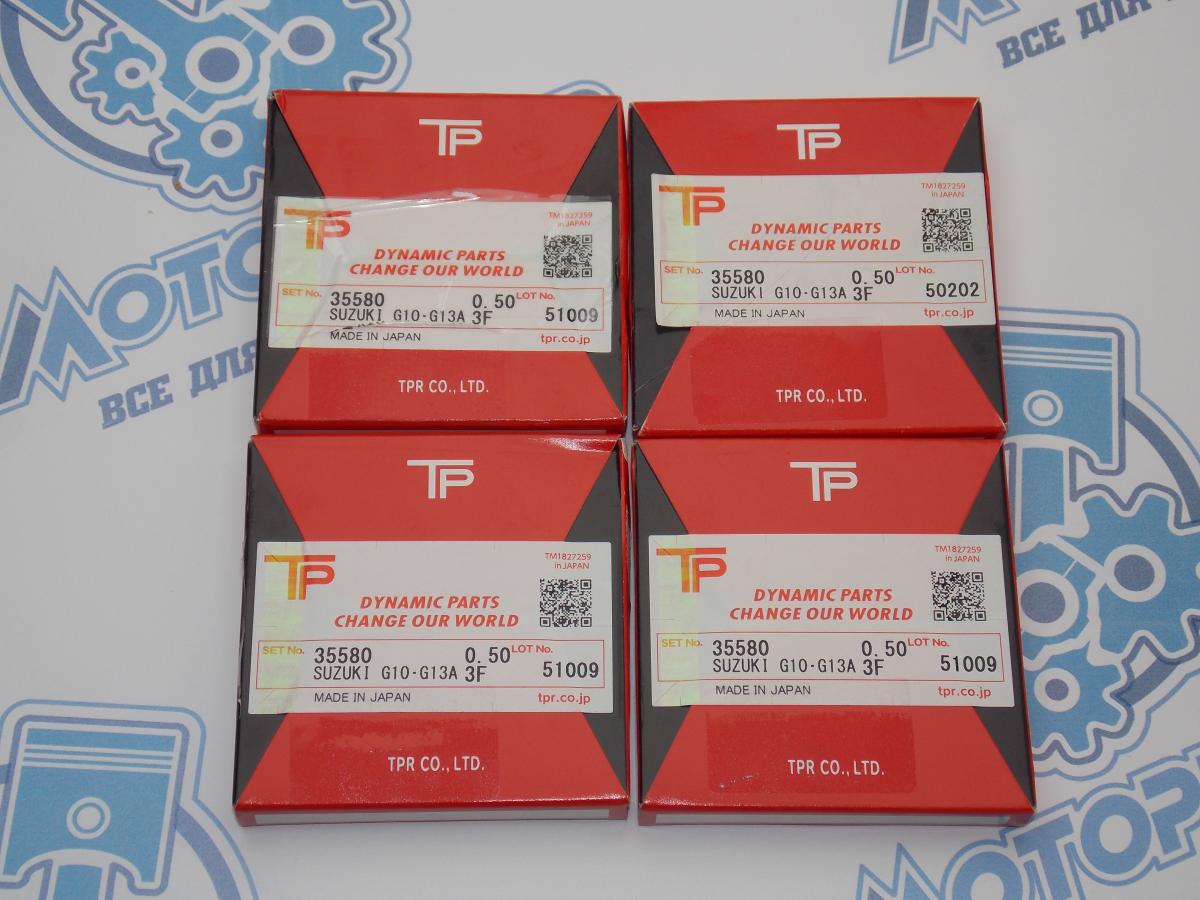 ВСЕ ДЛЯ
TP
TP
TM1827259
in JAPAN
DYNAMIC PARTS
CHANGE OUR WORLD
SET No. 35580 0.50 LOT No.
SUZUKI G10-G13A 3F 51009
MADE IN JAPAN tpr.co.jp
TPR CO., LTD.
TP
TP
TM1827259
in JAPAN
DYNAMIC PARTS
CHANGE OUR WORLD
SET No. 35580 0.50 LOT No.
SUZUKI G10-G13A 3F 50202
MADE IN JAPAN tpr.co.jp
TPR CO., LTD.
МОТОР
ВСЕ ДЛЯ
TP
TP
TM1827259
in JAPAN
DYNAMIC PARTS
CHANGE OUR WORLD
SET No. 35580 0.50 LOT No.
SUZUKI G10-G13A 3F 51009
MADE IN JAPAN tpr.co.jp
TPR CO., LTD.
TP
TP
TM1827259
in JAPAN
DYNAMIC PARTS
CHANGE OUR WORLD
SET No. 35580 0.50 LOT No.
SUZUKI G10-G13A 3F 51009
MADE IN JAPAN tpr.co.jp
TPR CO., LTD.
МОТОР